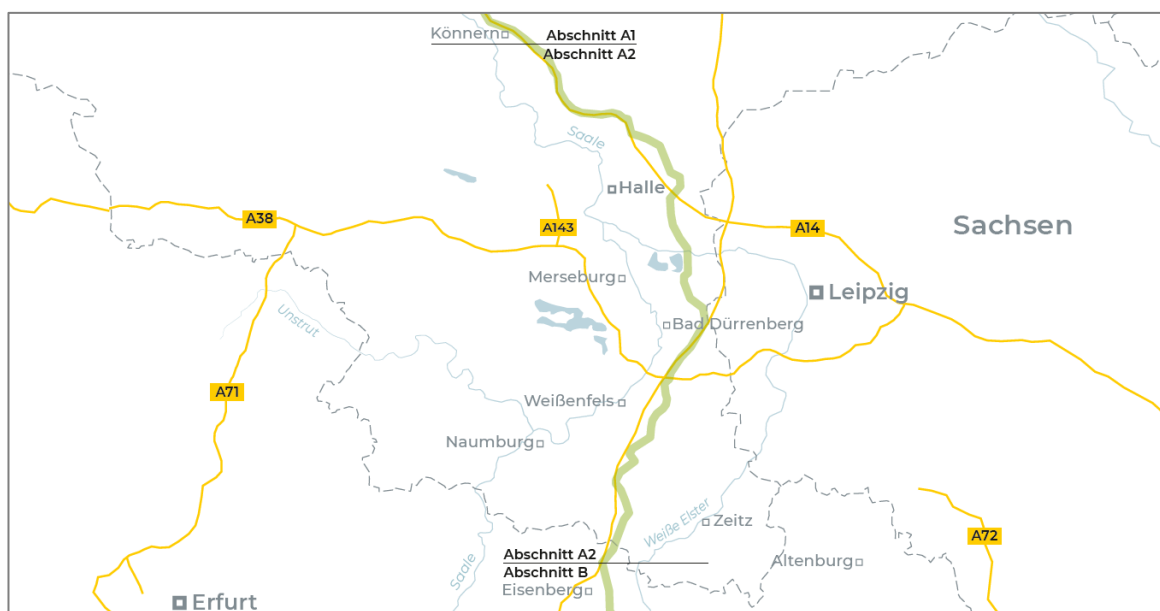 Könnern
Abschnitt A1
Abschnitt A2
Saale
Halle
A38
A143
A14
Sachsen
Merseburg
Leipzig
Unstrut
Bad Dürrenberg
A71
Weißenfels
Naumburg
Weiße Elster
Zeitz
A72
Saale
Abschnitt A2
Abschnitt B
Altenburg
Eisenberg
Erfurt